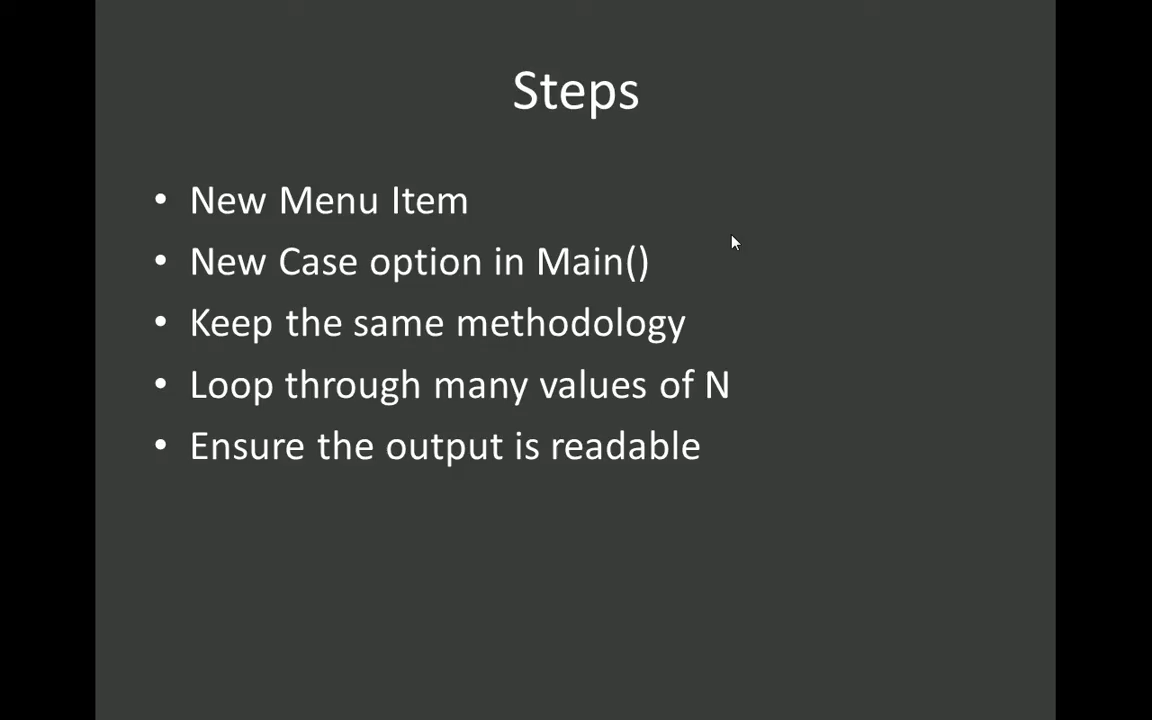 Steps
• New Menu Item
• New Case option in Main()
• Keep the same methodology
• Loop through many values of N
• Ensure the output is readable